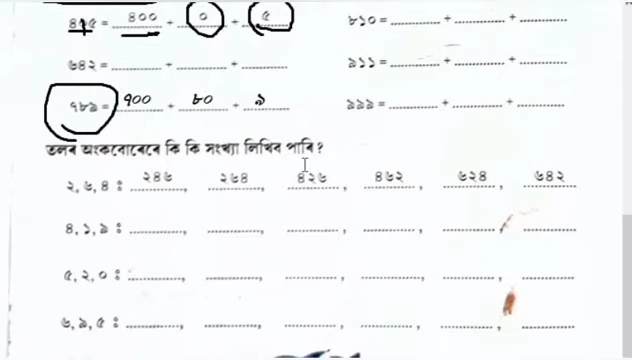 ৪০৫ = ৪০০ + ০ + ৫ ৮১০ = ........... + ........... + ...........
৬৪২ = ........... + ........... + ........... ৯১১ = ........... + ........... + ...........
৭৮৯ = ৭০০ + ৮০ + ৯ ৯৯৯ = ........... + ........... + ...........
তলৰ অংকবোৰেৰে কি কি সংখ্যা লিখিব পাৰি ?
২, ৬, ৪ : ২৪৬, ২৬৪, ৪২৬, ৪৬২, ৬২৪, ৬৪২
৪, ১, ৯ : ..........., ..........., ..........., ..........., ..........., ...........
৫, ২, ০ : ..........., ..........., ..........., ..........., ..........., ...........
৬, ৯, ৫ : ..........., ..........., ..........., ..........., ..........., ...........